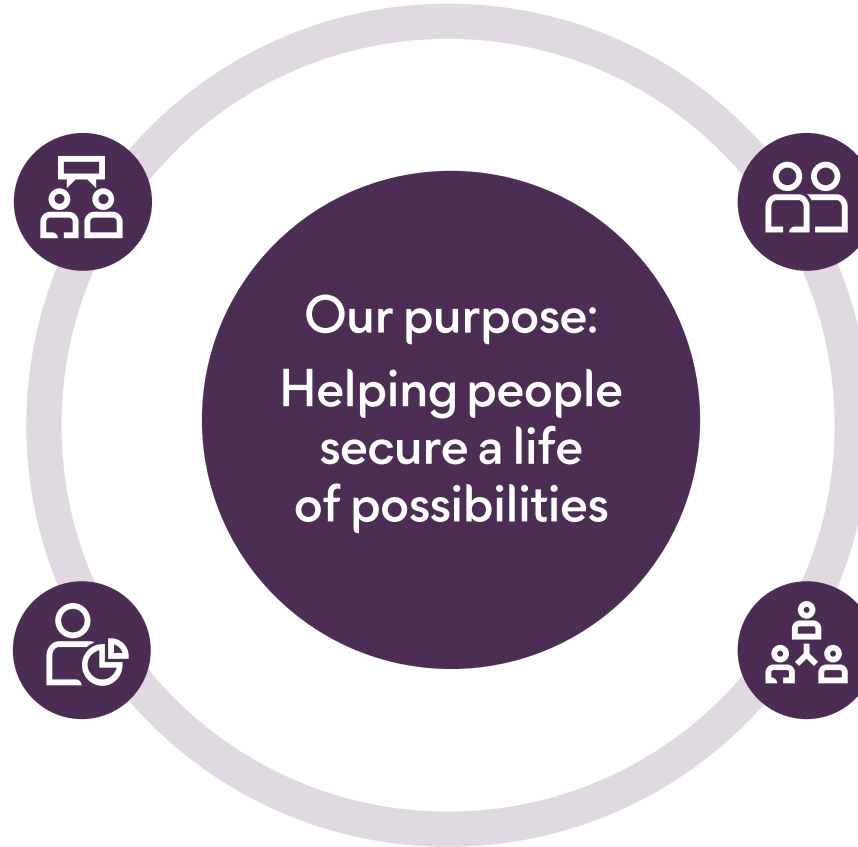 Our purpose:
Helping people
secure a life
of possibilities